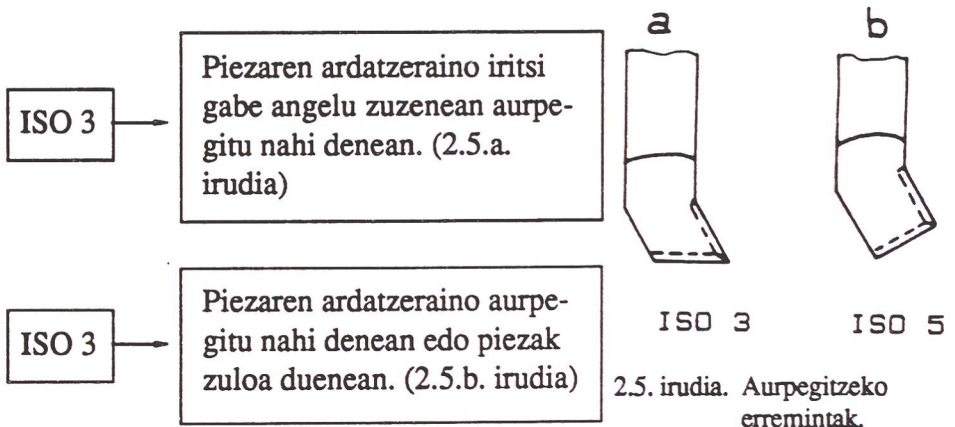 ISO 3
Piezaren ardatzeraino iritsi
gabe angelu zuzenean aurpe-
gitu nahi denean. (2.5.a.
irudia)
ISO 3
Piezaren ardatzeraino aurpe-
gitu nahi denean edo piezak
zuloa duenean. (2.5.b. irudia)
a
b
ISO 3
ISO 5
2.5. irudia. Aurpegitzeko
erremintak.